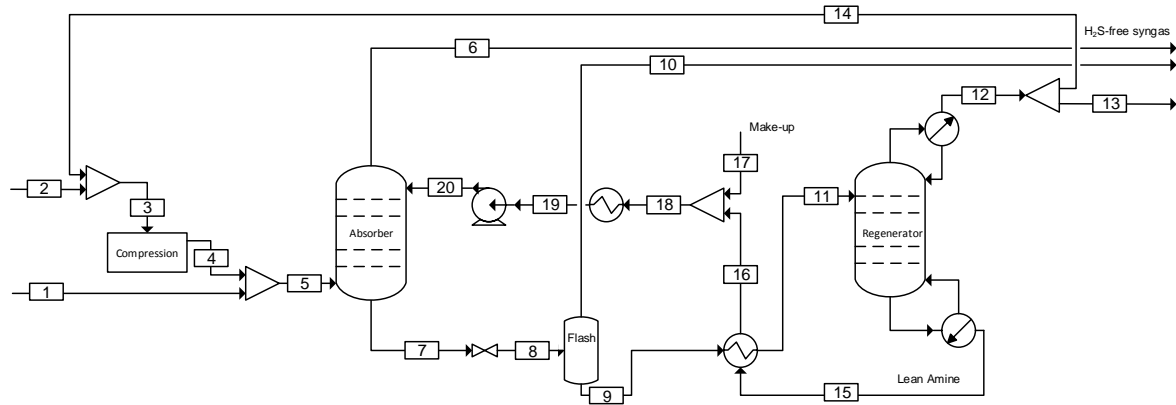 14
H₂S-free syngas
6
10
12
13
Make-up
17
2
20
19
18
11
3
Absorber
Regenerator
Compression
4
16
1
5
Flash
7
8
9
Lean Amine
15